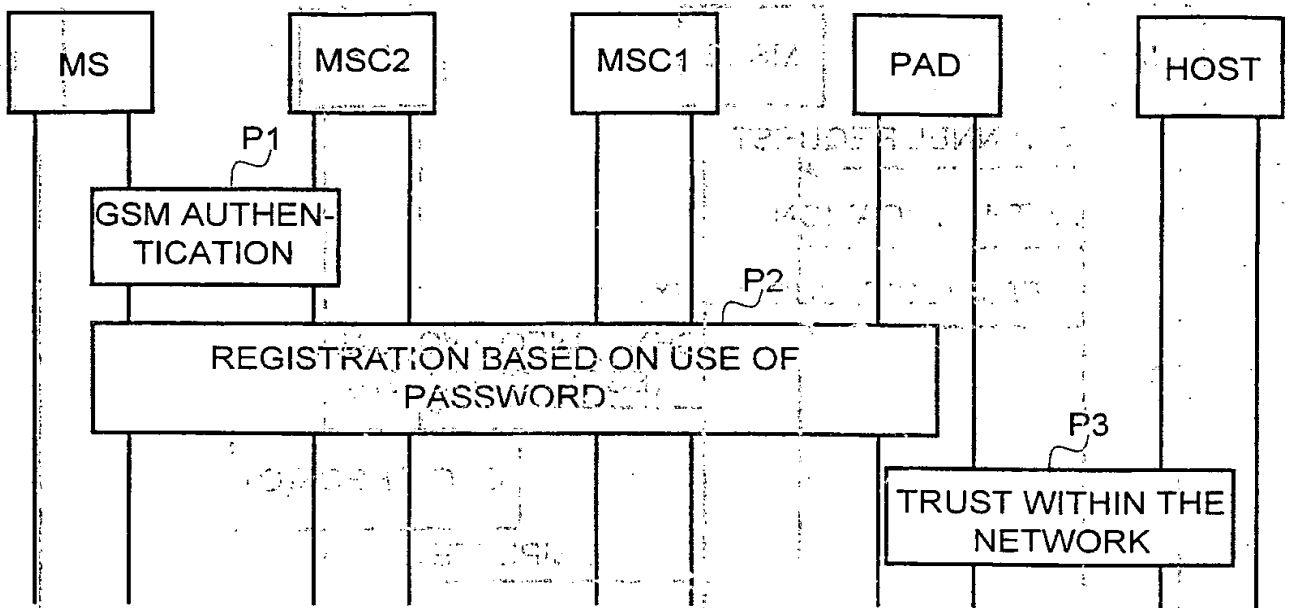 MS MSC2 MSC1 PAD HOST
P1
GSM AUTHEN-
TICATION
P2
REGISTRATION BASED ON USE OF
PASSWORD
P3
TRUST WITHIN THE
NETWORK